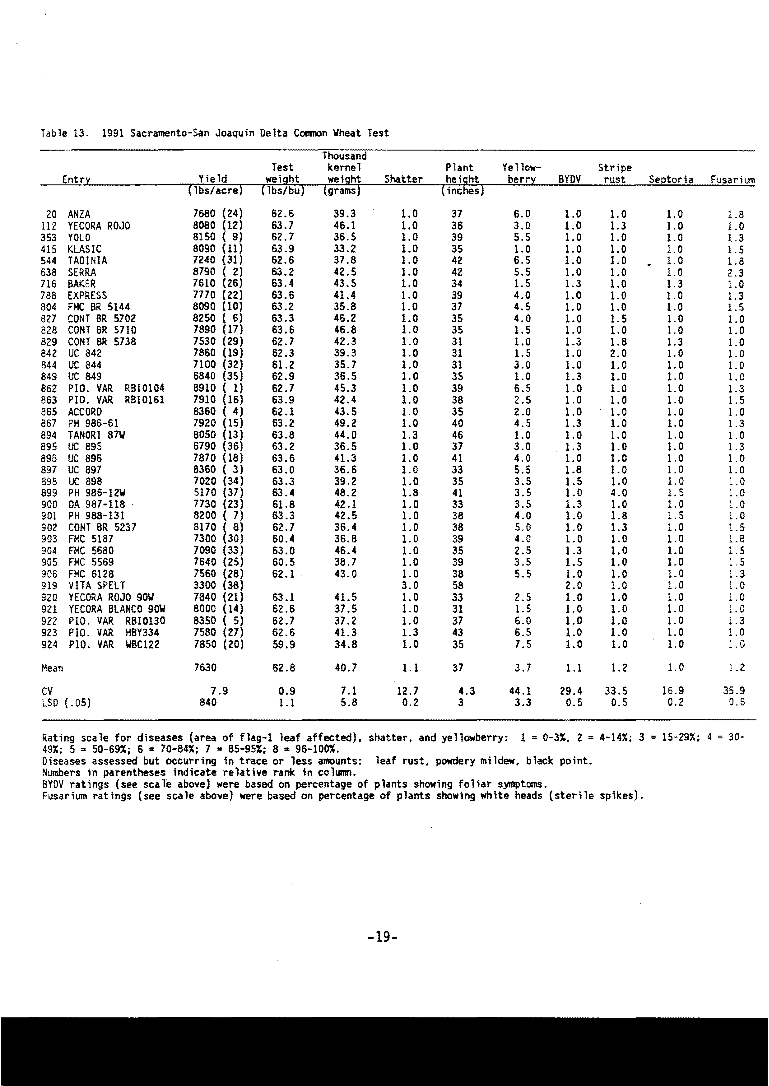 Table 13. 1991 Sacramento-San Joaquin Delta Common Wheat Test
Thousand
Test kernel Plant Yellow- Stripe
Entry Yield weight weight Shatter height berry BYDV rust Septoria Fusarium
(lbs/acre) (lbs/bu) (grams) (inches)
20 ANZA 7680 (24) 62.6 39.3 1.0 37 6.0 1.0 1.0 1.0 1.8
112 YECORA ROJO 8080 (12) 63.7 46.1 1.0 36 3.0 1.0 1.3 1.0 1.0
353 YOLO 8150 ( 9) 62.7 36.5 1.0 39 5.5 1.0 1.0 1.0 1.3
415 KLASIC 8090 (11) 63.9 33.2 1.0 35 1.0 1.0 1.0 1.0 1.5
544 TADINIA 7240 (31) 62.6 37.8 1.0 42 6.5 1.0 1.0 1.0 1.8
638 SERRA 8790 ( 2) 63.2 42.5 1.0 42 5.5 1.0 1.0 1.0 2.3
716 BAKER 7610 (26) 63.4 43.5 1.0 34 1.5 1.3 1.0 1.3 1.0
788 EXPRESS 7770 (22) 63.6 41.4 1.0 39 4.0 1.0 1.0 1.0 1.3
804 FMC BR 5144 8090 (10) 63.2 35.8 1.0 37 4.5 1.0 1.0 1.0 1.5
827 CONT BR 5702 8250 ( 6) 63.3 46.2 1.0 35 4.0 1.0 1.5 1.0 1.0
828 CONT BR 5710 7890 (17) 63.6 46.8 1.0 35 1.5 1.0 1.0 1.0 1.0
829 CONT BR 5738 7530 (29) 62.7 42.3 1.0 31 1.0 1.3 1.8 1.3 1.0
842 UC 842 7860 (19) 62.3 39.3 1.0 31 1.5 1.0 2.0 1.0 1.0
844 UC 844 7100 (32) 61.2 35.7 1.0 31 3.0 1.0 1.0 1.0 1.0
849 UC 849 6840 (35) 62.9 36.5 1.0 35 1.0 1.3 1.0 1.0 1.0
862 PIO. VAR RBI0104 8910 ( 1) 62.7 45.3 1.0 39 6.5 1.0 1.0 1.0 1.3
863 PIO. VAR RBI0161 7910 (16) 63.9 42.4 1.0 38 2.5 1.0 1.0 1.0 1.5
865 ACCORD 8360 ( 4) 62.1 43.5 1.0 35 2.0 1.0 1.0 1.0 1.0
867 PH 986-61 7920 (15) 63.2 49.2 1.0 40 4.5 1.3 1.0 1.0 1.3
894 TANORI 87W 8050 (13) 63.8 44.0 1.3 46 1.0 1.0 1.0 1.0 1.0
895 UC 895 6790 (36) 63.2 36.5 1.0 37 3.0 1.3 1.0 1.0 1.3
896 UC 896 7870 (18) 63.6 41.3 1.0 41 4.0 1.0 1.0 1.0 1.0
897 UC 897 8360 ( 3) 63.0 36.6 1.0 33 5.5 1.8 1.0 1.0 1.0
898 UC 898 7020 (34) 63.3 39.2 1.0 35 3.5 1.5 1.0 1.0 1.0
899 PH 986-12W 5170 (37) 63.4 48.2 1.8 41 3.5 1.0 4.0 1.5 1.0
900 DA 987-118 7730 (23) 61.8 42.1 1.0 33 3.5 1.3 1.0 1.0 1.0
901 PH 988-131 8200 ( 7) 63.3 42.5 1.0 38 4.0 1.0 1.8 1.5 1.0
902 CONT BR 5237 8170 ( 8) 62.7 36.4 1.0 38 5.0 1.0 1.3 1.0 1.5
903 FMC 5187 7300 (30) 60.4 36.8 1.0 39 4.0 1.0 1.0 1.0 1.8
904 FMC 5680 7090 (33) 63.0 46.4 1.0 35 2.5 1.3 1.0 1.0 1.5
905 FMC 5569 7640 (25) 60.5 38.7 1.0 39 3.5 1.5 1.0 1.0 1.5
906 FMC 6128 7560 (28) 62.1 43.0 1.0 38 5.5 1.0 1.0 1.0 1.3
919 VITA SPELT 3300 (38) 3.0 58 2.0 1.0 1.0 1.0
920 YECORA ROJO 90W 7840 (21) 63.1 41.5 1.0 33 2.5 1.0 1.0 1.0 1.0
921 YECORA BLANCO 90W 8000 (14) 62.6 37.5 1.0 31 1.5 1.0 1.0 1.0 1.0
922 PIO. VAR RBI0130 8350 ( 5) 62.7 37.2 1.0 37 6.0 1.0 1.0 1.0 1.3
923 PIO. VAR MBY334 7580 (27) 62.6 41.3 1.3 43 6.5 1.0 1.0 1.0 1.0
924 PIO. VAR WBC122 7850 (20) 59.9 34.8 1.0 35 7.5 1.0 1.0 1.0 1.0
Mean 7630 62.8 40.7 1.1 37 3.7 1.1 1.2 1.0 1.2
CV 7.9 0.9 7.1 12.7 4.3 44.1 29.4 33.5 16.9 35.9
LSD (.05) 840 1.1 5.8 0.2 3 3.3 0.5 0.5 0.2 0.6
Rating scale for diseases (area of flag-1 leaf affected), shatter, and yellowberry: 1 = 0-3%, 2 = 4-14%; 3 = 15-29%; 4 = 30-
49%; 5 = 50-69%; 6 = 70-84%; 7 = 85-95%; 8 = 96-100%.
Diseases assessed but occurring in trace or less amounts: leaf rust, powdery mildew, black point.
Numbers in parentheses indicate relative rank in column.
BYDV ratings (see scale above) were based on percentage of plants showing foliar symptoms.
Fusarium ratings (see scale above) were based on percentage of plants showing white heads (sterile spikes).
-19-